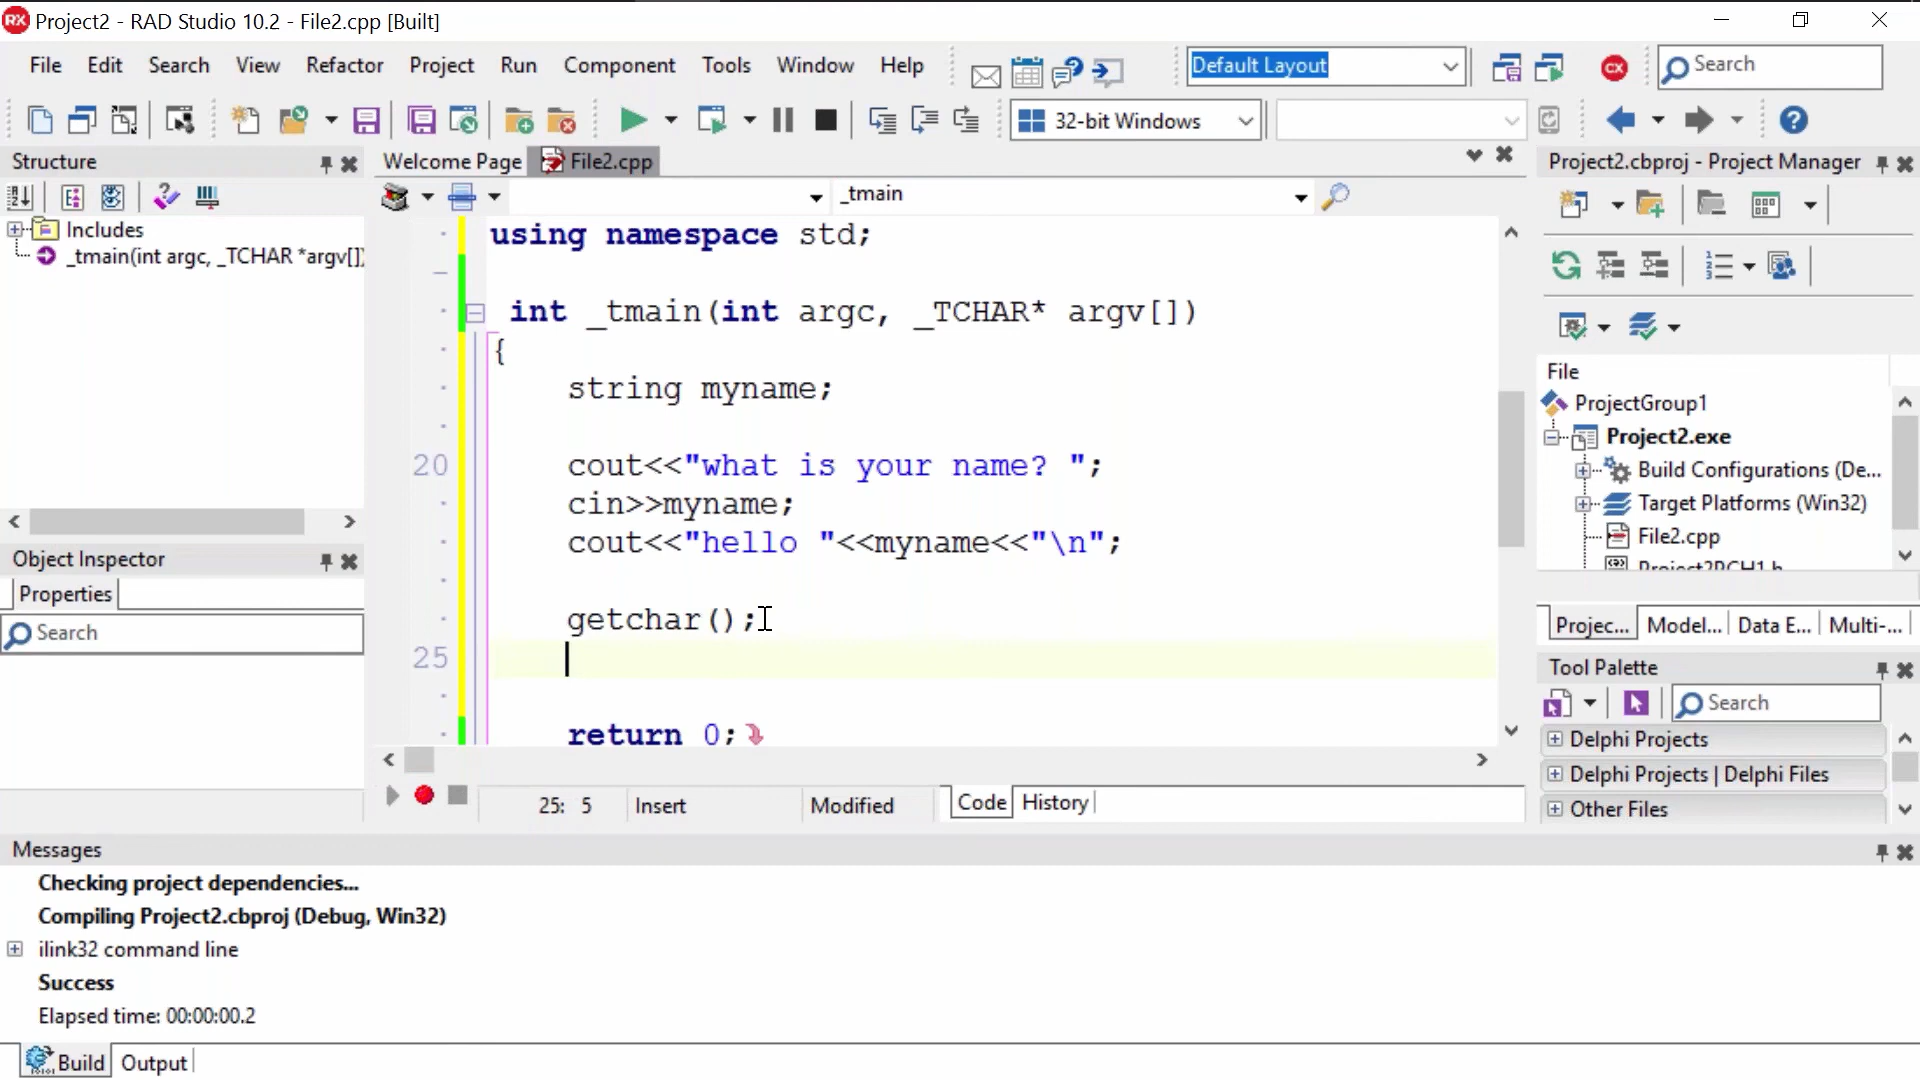 Project2 - RAD Studio 10.2 - File2.cpp [Built]
File Edit Search View Refactor Project Run Component Tools Window Help
Default Layout
Search
32-bit Windows
Structure
Includes
_tmain(int argc, _TCHAR *argv[])
Object Inspector
Properties
Search
Welcome Page
File2.cpp
_tmain
using namespace std;
int _tmain(int argc, _TCHAR* argv[])
{
string myname;
20 cout<<"what is your name? ";
cin>>myname;
cout<<"hello "<<myname<<"\n";
getchar();
25
return 0;
25: 5 Insert Modified Code History
Project2.cbproj - Project Manager
File
ProjectGroup1
Project2.exe
Build Configurations (De...
Target Platforms (Win32)
File2.cpp
Project2PCH1.h
Projec... Model... Data E... Multi-...
Tool Palette
Search
Delphi Projects
Delphi Projects | Delphi Files
Other Files
Messages
Checking project dependencies...
Compiling Project2.cbproj (Debug, Win32)
ilink32 command line
Success
Elapsed time: 00:00:00.2
Build Output